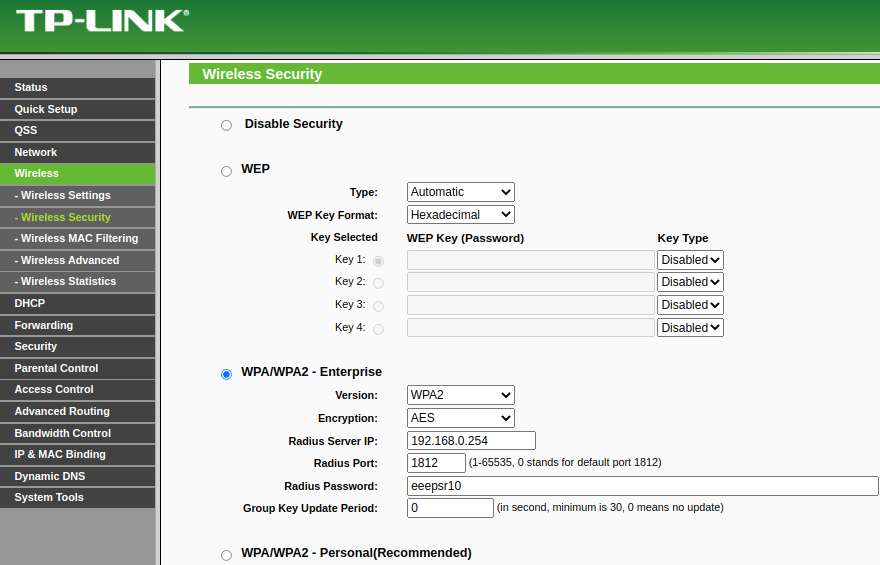 TP-LINK®
Wireless Security
Status
Quick Setup
QSS
Network
Wireless
- Wireless Settings
- Wireless Security
- Wireless MAC Filtering
- Wireless Advanced
- Wireless Statistics
DHCP
Forwarding
Security
Parental Control
Access Control
Advanced Routing
Bandwidth Control
IP & MAC Binding
Dynamic DNS
System Tools
Disable Security
WEP
Type: Automatic
WEP Key Format: Hexadecimal
Key Selected WEP Key (Password) Key Type
Key 1: Disabled
Key 2: Disabled
Key 3: Disabled
Key 4: Disabled
WPA/WPA2 - Enterprise
Version: WPA2
Encryption: AES
Radius Server IP: 192.168.0.254
Radius Port: 1812 (1-65535, 0 stands for default port 1812)
Radius Password: eeepsr10
Group Key Update Period: 0 (in second, minimum is 30, 0 means no update)
WPA/WPA2 - Personal(Recommended)